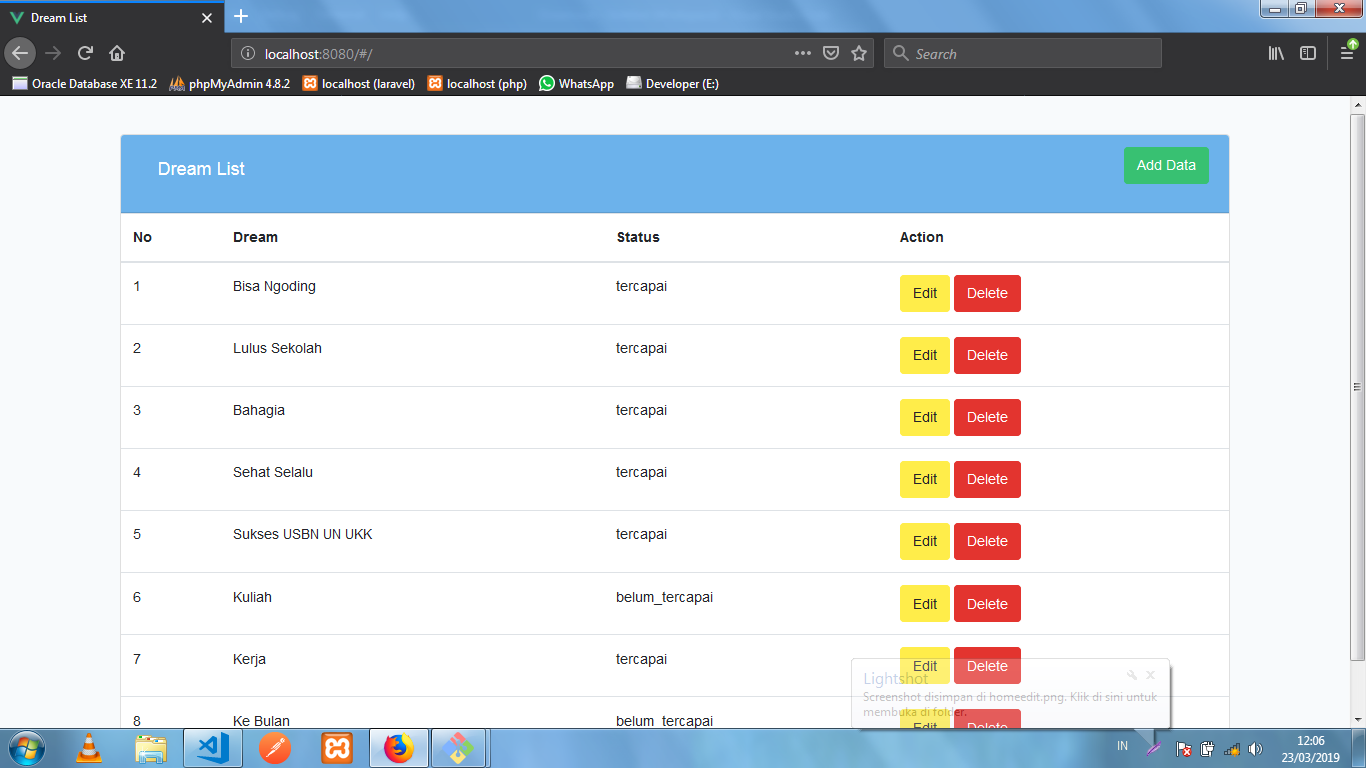 Dream List
localhost:8080/#/
Search
Oracle Database XE 11.2 phpMyAdmin 4.8.2 localhost (laravel) localhost (php) WhatsApp Developer (E:)
Dream List Add Data
No Dream Status Action
1 Bisa Ngoding tercapai Edit Delete
2 Lulus Sekolah tercapai Edit Delete
3 Bahagia tercapai Edit Delete
4 Sehat Selalu tercapai Edit Delete
5 Sukses USBN UN UKK tercapai Edit Delete
6 Kuliah belum_tercapai Edit Delete
7 Kerja tercapai Edit Delete
8 Ke Bulan belum_tercapai Edit Delete
Lightshot
Screenshot disimpan di homeedit.png. Klik di sini untuk
membuka di folder.
IN
12:06
23/03/2019